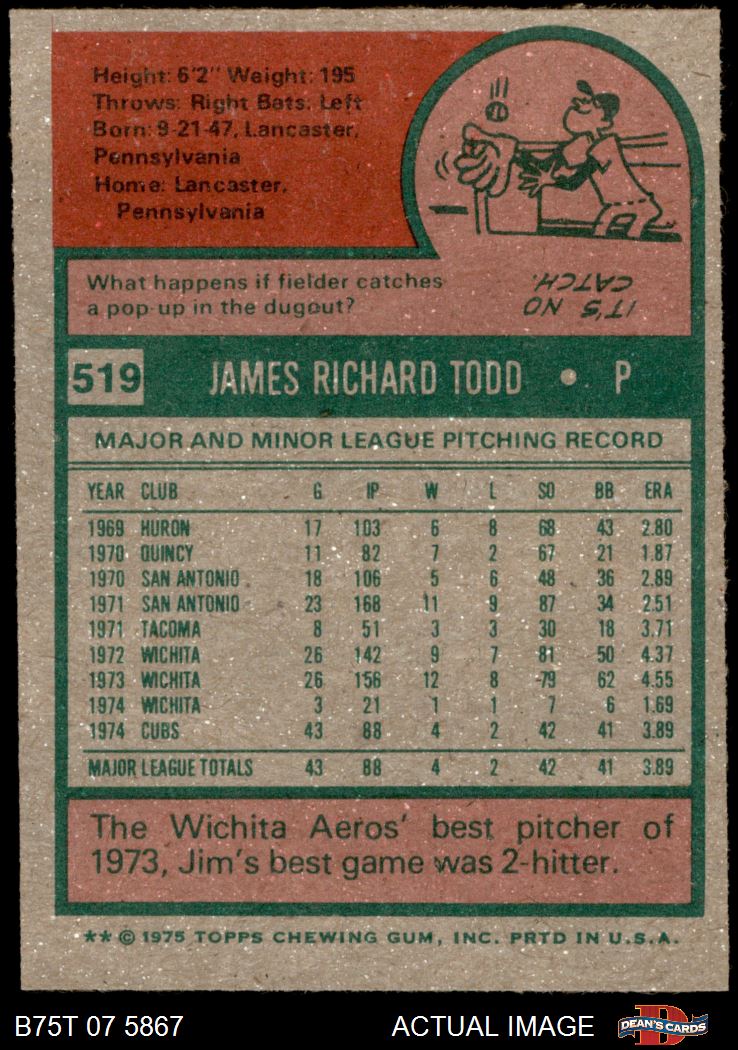 Height: 6'2" Weight: 195
Throws: Right Bats: Left
Born: 9-21-47, Lancaster,
Pennsylvania
Home: Lancaster,
Pennsylvania
What happens if fielder catches
a pop-up in the dugout?
IT'S NO
CATCH.
519 JAMES RICHARD TODD • P
MAJOR AND MINOR LEAGUE PITCHING RECORD
YEAR CLUB G IP W L SO BB ERA
1969 HURON 17 103 6 8 68 43 2.80
1970 QUINCY 11 82 7 2 67 21 1.87
1970 SAN ANTONIO 18 106 5 6 48 36 2.89
1971 SAN ANTONIO 23 168 11 9 87 34 2.51
1971 TACOMA 8 51 3 3 30 18 3.71
1972 WICHITA 26 142 9 7 81 50 4.37
1973 WICHITA 26 156 12 8 79 62 4.55
1974 WICHITA 3 21 1 1 7 6 1.69
1974 CUBS 43 88 4 2 42 41 3.89
MAJOR LEAGUE TOTALS 43 88 4 2 42 41 3.89
The Wichita Aeros' best pitcher of
1973, Jim's best game was 2-hitter.
** © 1975 TOPPS CHEWING GUM, INC. PRTD IN U.S.A.
B75T 07 5867 ACTUAL IMAGE DEAN'S CARDS